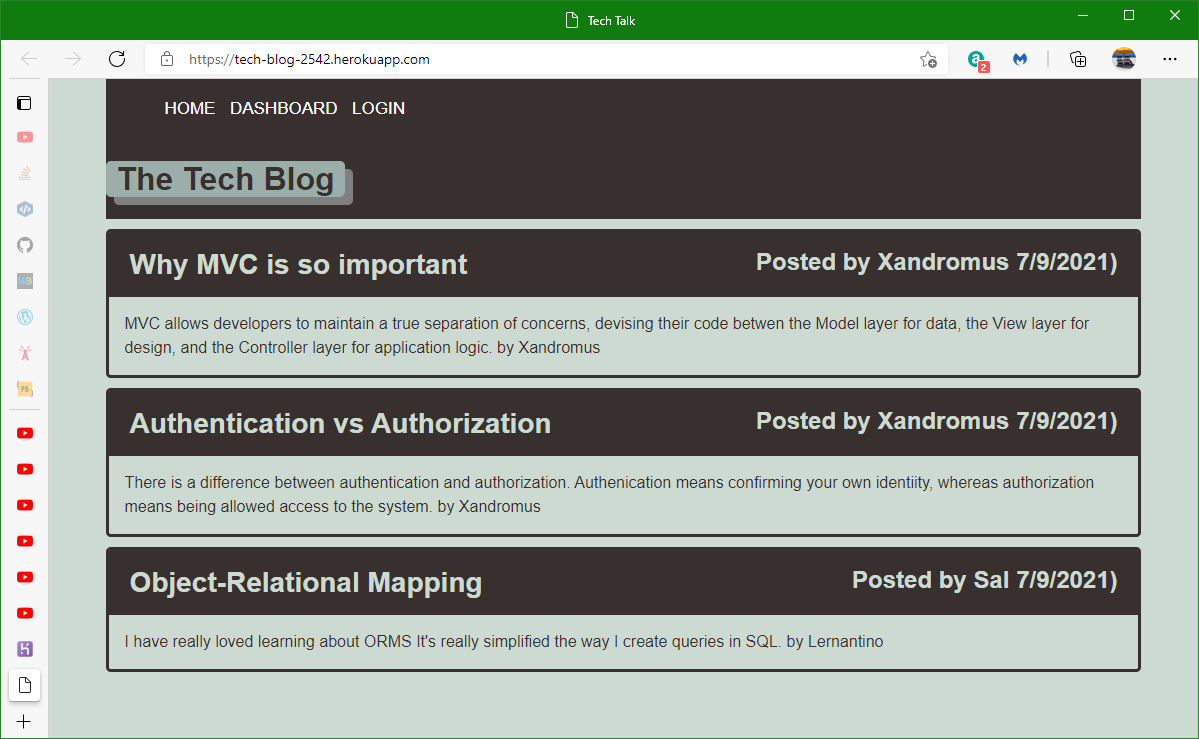 Tech Talk
https://tech-blog-2542.herokuapp.com
2
HOME DASHBOARD LOGIN
The Tech Blog
Why MVC is so important
Posted by Xandromus 7/9/2021)
MVC allows developers to maintain a true separation of concerns, devising their code betwen the Model layer for data, the View layer for
design, and the Controller layer for application logic. by Xandromus
Authentication vs Authorization
Posted by Xandromus 7/9/2021)
There is a difference between authentication and authorization. Authenication means confirming your own identiity, whereas authorization
means being allowed access to the system. by Xandromus
Object-Relational Mapping
Posted by Sal 7/9/2021)
I have really loved learning about ORMS It's really simplified the way I create queries in SQL. by Lernantino